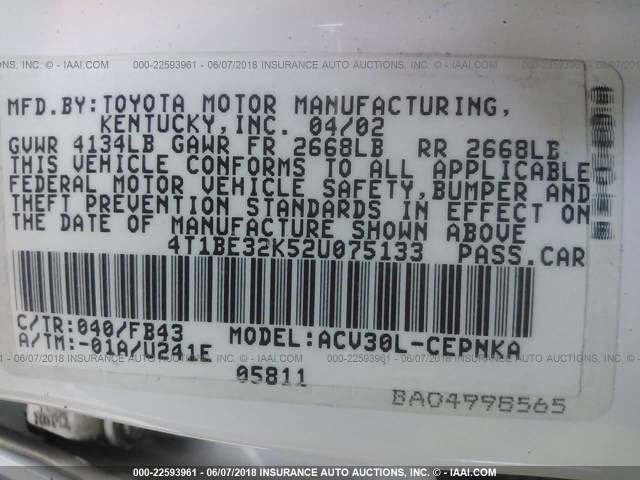 000-22593961 - 06/07/2018 INSURANCE AUTO AUCTIONS, INC. - © IAAI.COM
MFD.BY:TOYOTA MOTOR MANUFACTURING,
KENTUCKY,INC. 04/02
GVWR 4134LB GAWR FR 2668LB RR 2668LB
THIS VEHICLE CONFORMS TO ALL APPLICABLE
FEDERAL MOTOR VEHICLE SAFETY,BUMPER AND
THEFT PREVENTION STANDARDS IN EFFECT ON
THE DATE OF MANUFACTURE SHOWN ABOVE
4T1BE32K52U075133 PASS.CAR
C/TR:040/FB43 MODEL:ACV30L-CEPNKA
A/TM:-01A/U241E
05811
BA04998565
000-22593961 - 06/07/2018 INSURANCE AUTO AUCTIONS, INC. - © IAAI.COM